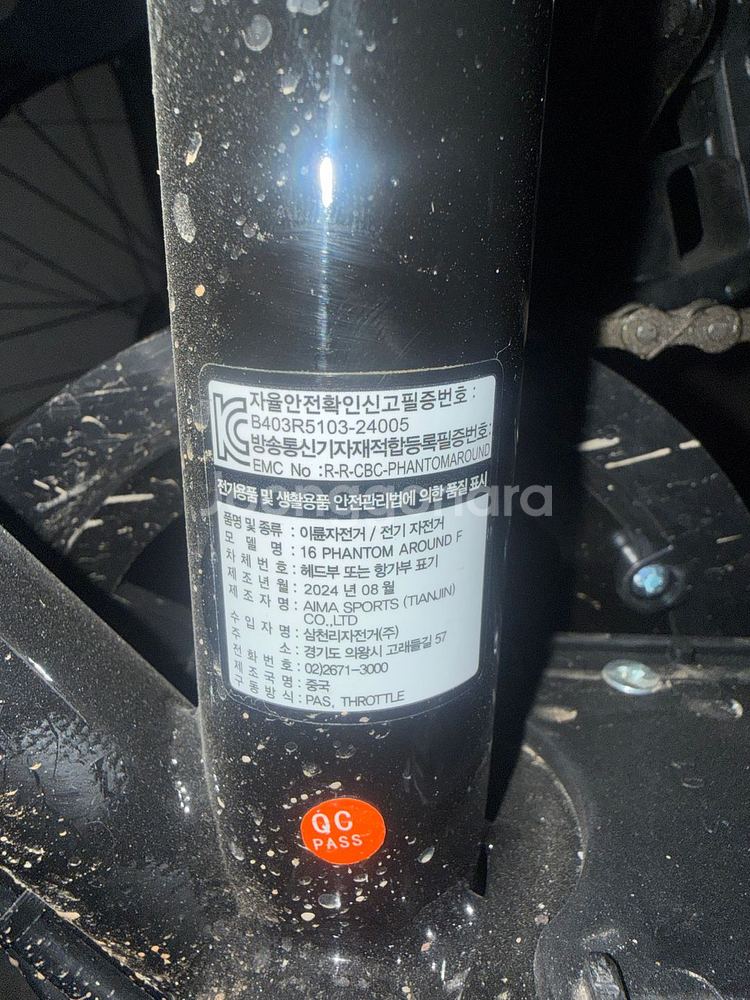 KC
자율안전확인신고필증번호 :
B403R5103-24005
방송통신기자재적합등록필증번호:
EMC No :R-R-CBC-PHANTOMAROUND
전기용품 및 생활용품 안전관리법에 의한 품질 표시
joonggonara
품명 및 종류 : 이륜자전거 / 전기 자전거
모 델 명 : 16 PHANTOM AROUND F
차 체 번 호 : 헤드부 또는 항가부 표기
제 조 년 월 : 2024 년 08 월
제 조 자 명 : AIMA SPORTS (TIANJIN)
CO.,LTD
수 입 자 명 : 삼천리자전거(주)
주 소 : 경기도 의왕시 고래들길 57
전 화 번 호 : 02)2671-3000
제 조 국 명 : 중국
구 동 방 식 : PAS, THROTTLE
QC
PASS